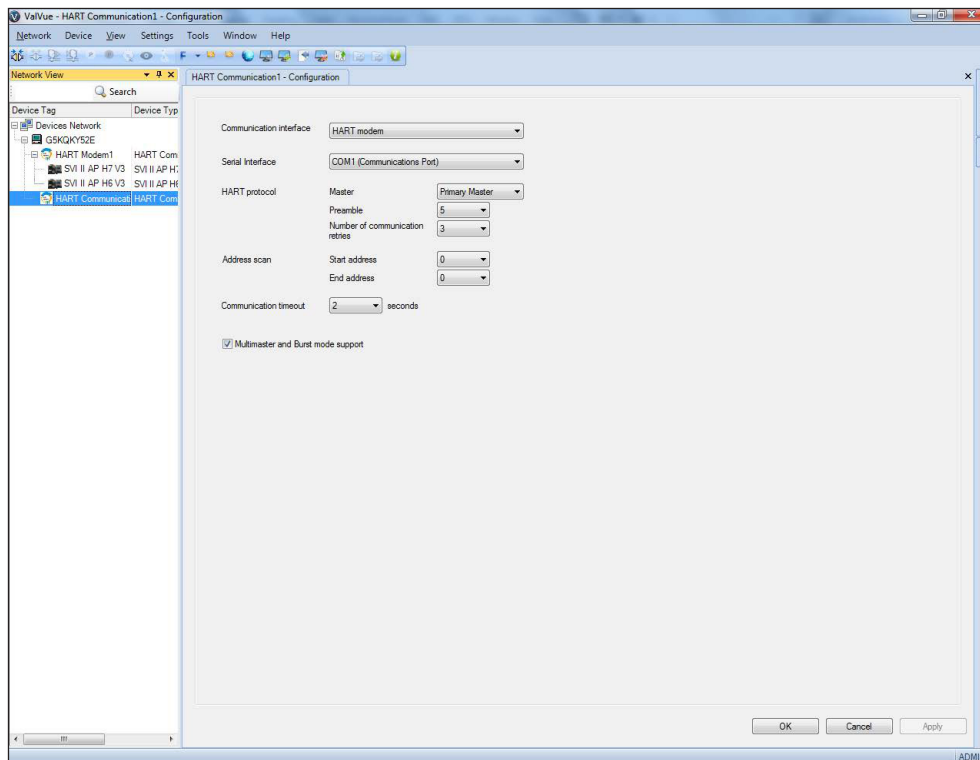 ValVue - HART Communication1 - Configuration
Network Device View Settings Tools Window Help
F
Network View
HART Communication1 - Configuration
Search
Device Tag Device Typ
Devices Network
G5KQKY52E
HART Modem1 HART Com
SVI II AP H7 V3 SVI II AP H7
SVI II AP H6 V3 SVI II AP H6
HART Communicati HART Com
Communication interface HART modem
Serial Interface COM1 (Communications Port)
HART protocol Master Primary Master
Preamble 5
Number of communication
retries 3
Address scan Start address 0
End address 0
Communication timeout 2 seconds
Multimaster and Burst mode support
OK Cancel Apply
ADMI